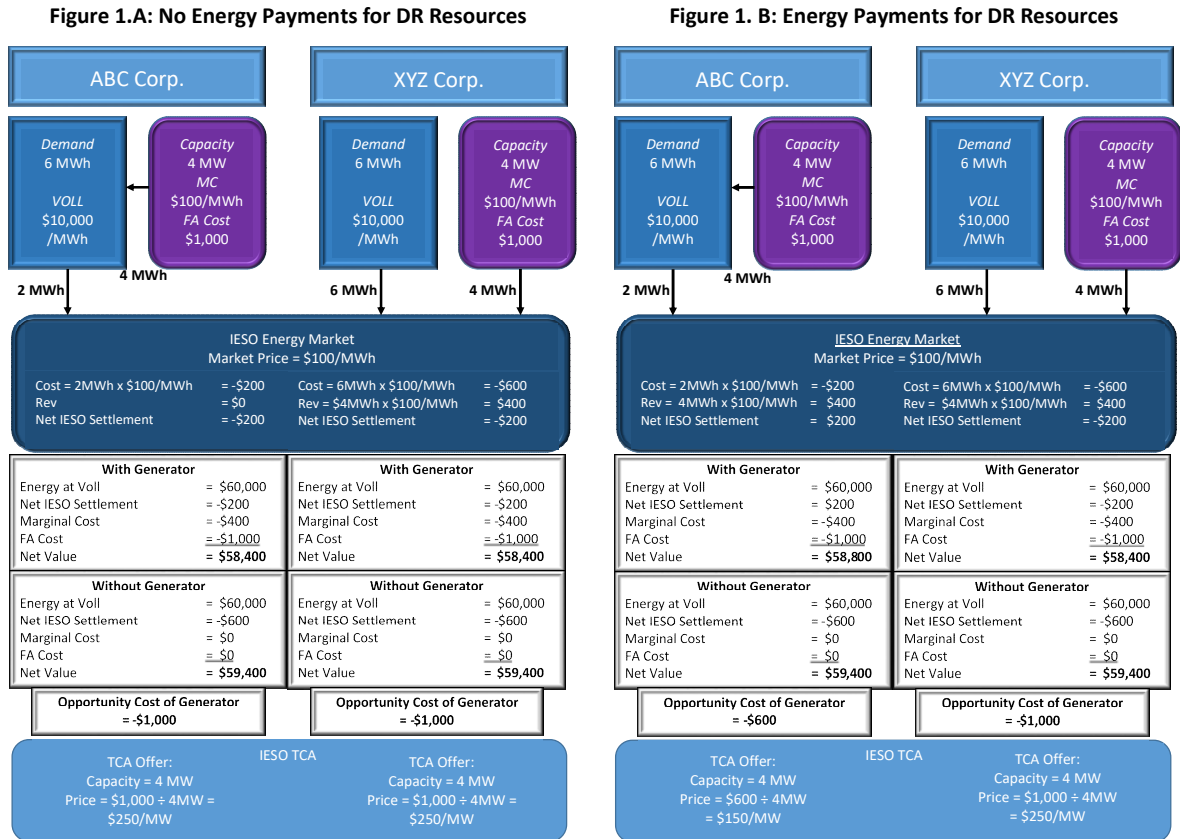 Figure 1.A: No Energy Payments for DR Resources
ABC Corp.
XYZ Corp.
Demand
6 MWh
VOLL
$10,000
/MWh
Capacity
4 MW
MC
$100/MWh
FA Cost
$1,000
Demand
6 MWh
VOLL
$10,000
/MWh
Capacity
4 MW
MC
$100/MWh
FA Cost
$1,000
4 MWh
2 MWh
6 MWh
4 MWh
IESO Energy Market
Market Price = $100/MWh
Cost = 2MWh x $100/MWh = -$200
Rev = $0
Net IESO Settlement = -$200
Cost = 6MWh x $100/MWh = -$600
Rev = $4MWh x $100/MWh = $400
Net IESO Settlement = -$200
With Generator
Energy at Voll = $60,000
Net IESO Settlement = -$200
Marginal Cost = -$400
FA Cost = -$1,000
Net Value = $58,400
With Generator
Energy at Voll = $60,000
Net IESO Settlement = -$200
Marginal Cost = -$400
FA Cost = -$1,000
Net Value = $58,400
Without Generator
Energy at Voll = $60,000
Net IESO Settlement = -$600
Marginal Cost = $0
FA Cost = $0
Net Value = $59,400
Without Generator
Energy at Voll = $60,000
Net IESO Settlement = -$600
Marginal Cost = $0
FA Cost = $0
Net Value = $59,400
Opportunity Cost of Generator
= -$1,000
Opportunity Cost of Generator
= -$1,000
IESO TCA
TCA Offer:
Capacity = 4 MW
Price = $1,000 ÷ 4MW =
$250/MW
TCA Offer:
Capacity = 4 MW
Price = $1,000 ÷ 4MW =
$250/MW
Figure 1. B: Energy Payments for DR Resources
ABC Corp.
XYZ Corp.
Demand
6 MWh
VOLL
$10,000
/MWh
Capacity
4 MW
MC
$100/MWh
FA Cost
$1,000
Demand
6 MWh
VOLL
$10,000
/MWh
Capacity
4 MW
MC
$100/MWh
FA Cost
$1,000
4 MWh
2 MWh
6 MWh
4 MWh
IESO Energy Market
Market Price = $100/MWh
Cost = 2MWh x $100/MWh = -$200
Rev = 4MWh x $100/MWh = $400
Net IESO Settlement = $200
Cost = 6MWh x $100/MWh = -$600
Rev = $4MWh x $100/MWh = $400
Net IESO Settlement = -$200
With Generator
Energy at Voll = $60,000
Net IESO Settlement = $200
Marginal Cost = -$400
FA Cost = -$1,000
Net Value = $58,800
With Generator
Energy at Voll = $60,000
Net IESO Settlement = -$200
Marginal Cost = -$400
FA Cost = -$1,000
Net Value = $58,400
Without Generator
Energy at Voll = $60,000
Net IESO Settlement = -$600
Marginal Cost = $0
FA Cost = $0
Net Value = $59,400
Without Generator
Energy at Voll = $60,000
Net IESO Settlement = -$600
Marginal Cost = $0
FA Cost = $0
Net Value = $59,400
Opportunity Cost of Generator
= -$600
Opportunity Cost of Generator
= -$1,000
IESO TCA
TCA Offer:
Capacity = 4 MW
Price = $600 ÷ 4MW
= $150/MW
TCA Offer:
Capacity = 4 MW
Price = $1,000 ÷ 4MW
= $250/MW